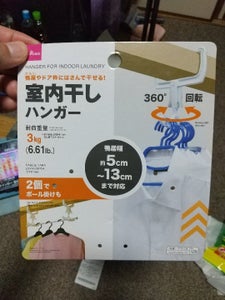 HANGER FOR INDOOR LAUNDRY
鴨居やドア枠にはさんで干せる!
室内干し
ハンガー
耐荷重量
3kg
(6.61lb.)
360°
回転
鴨居幅
約5cm
~13cm
まで対応
2個で
ポール掛けも